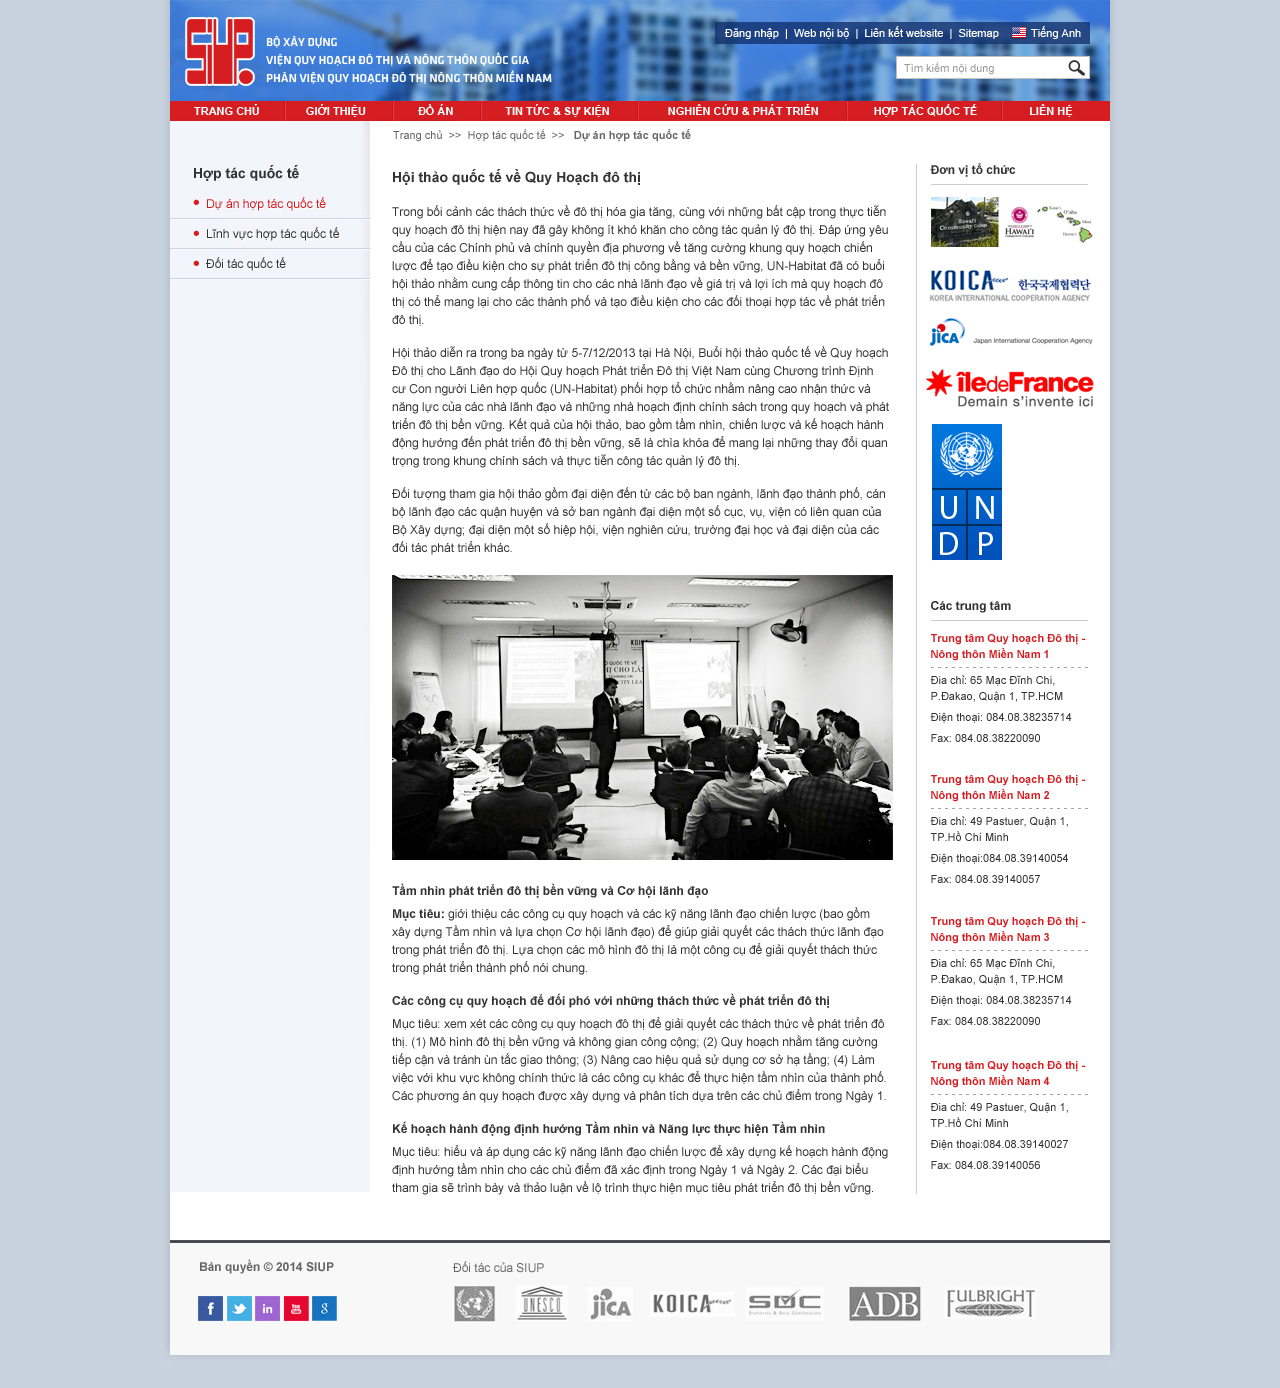 SIUP
BỘ XÂY DỰNG
VIỆN QUY HOẠCH ĐÔ THỊ VÀ NÔNG THÔN QUỐC GIA
PHÂN VIỆN QUY HOẠCH ĐÔ THỊ NÔNG THÔN MIỀN NAM
Đăng nhập | Web nội bộ | Liên kết website | Sitemap Tiếng Anh
Tìm kiếm nội dung
TRANG CHỦ GIỚI THIỆU ĐỒ ÁN TIN TỨC & SỰ KIỆN NGHIÊN CỨU & PHÁT TRIỂN HỢP TÁC QUỐC TẾ LIÊN HỆ
Trang chủ >> Hợp tác quốc tế >> Dự án hợp tác quốc tế
Hợp tác quốc tế
Dự án hợp tác quốc tế
Lĩnh vực hợp tác quốc tế
Đối tác quốc tế
Hội thảo quốc tế về Quy Hoạch đô thị
Trong bối cảnh các thách thức về đô thị hóa gia tăng, cùng với những bất cập trong thực tiễn
quy hoạch đô thị hiện nay đã gây không ít khó khăn cho công tác quản lý đô thị. Đáp ứng yêu
cầu của các Chính phủ và chính quyền địa phương về tăng cường khung quy hoạch chiến
lược để tạo điều kiện cho sự phát triển đô thị công bằng và bền vững, UN-Habitat đã có buổi
hội thảo nhằm cung cấp thông tin cho các nhà lãnh đạo về giá trị và lợi ích mà quy hoạch đô
thị có thể mang lại cho các thành phố và tạo điều kiện cho các đối thoại hợp tác về phát triển
đô thị.
Hội thảo diễn ra trong ba ngày từ 5-7/12/2013 tại Hà Nội, Buổi hội thảo quốc tế về Quy hoạch
Đô thị cho Lãnh đạo do Hội Quy hoạch Phát triển Đô thị Việt Nam cùng Chương trình Định
cư Con người Liên hợp quốc (UN-Habitat) phối hợp tổ chức nhằm nâng cao nhận thức và
năng lực của các nhà lãnh đạo và những nhà hoạch định chính sách trong quy hoạch và phát
triển đô thị bền vững. Kết quả của hội thảo, bao gồm tầm nhìn, chiến lược và kế hoạch hành
động hướng đến phát triển đô thị bền vững, sẽ là chìa khóa để mang lại những thay đổi quan
trọng trong khung chính sách và thực tiễn công tác quản lý đô thị.
Đối tượng tham gia hội thảo gồm đại diện đến từ các bộ ban ngành, lãnh đạo thành phố, cán
bộ lãnh đạo các quận huyện và sở ban ngành đại diện một số cục, vụ, viện có liên quan của
Bộ Xây dựng; đại diện một số hiệp hội, viện nghiên cứu, trường đại học và đại diện của các
đối tác phát triển khác.
Tầm nhìn phát triển đô thị bền vững và Cơ hội lãnh đạo
Mục tiêu: giới thiệu các công cụ quy hoạch và các kỹ năng lãnh đạo chiến lược (bao gồm
xây dựng Tầm nhìn và lựa chọn Cơ hội lãnh đạo) để giúp giải quyết các thách thức lãnh đạo
trong phát triển đô thị. Lựa chọn các mô hình đô thị là một công cụ để giải quyết thách thức
trong phát triển thành phố nói chung.
Các công cụ quy hoạch để đối phó với những thách thức về phát triển đô thị
Mục tiêu: xem xét các công cụ quy hoạch đô thị để giải quyết các thách thức về phát triển đô
thị. (1) Mô hình đô thị bền vững và không gian công cộng; (2) Quy hoạch nhằm tăng cường
tiếp cận và tránh ùn tắc giao thông; (3) Nâng cao hiệu quả sử dụng cơ sở hạ tầng; (4) Làm
việc với khu vực không chính thức là các công cụ khác để thực hiện tầm nhìn của thành phố.
Các phương án quy hoạch được xây dựng và phân tích dựa trên các chủ điểm trong Ngày 1.
Kế hoạch hành động định hướng Tầm nhìn và Năng lực thực hiện Tầm nhìn
Mục tiêu: hiểu và áp dụng các kỹ năng lãnh đạo chiến lược để xây dựng kế hoạch hành động
định hướng tầm nhìn cho các chủ điểm đã xác định trong Ngày 1 và Ngày 2. Các đại biểu
tham gia sẽ trình bày và thảo luận về lộ trình thực hiện mục tiêu phát triển đô thị bền vững.
Đơn vị tổ chức
Hawai'i
Community College
HAWAI'I
KOICA 한국국제협력단
KOREA INTERNATIONAL COOPERATION AGENCY
jica Japan International Cooperation Agency
îledeFrance
Demain s'invente ici
U N
D P
Các trung tâm
Trung tâm Quy hoạch Đô thị -
Nông thôn Miền Nam 1
Địa chỉ: 65 Mạc Đĩnh Chi,
P.Đakao, Quận 1, TP.HCM
Điện thoại: 084.08.38235714
Fax: 084.08.38220090
Trung tâm Quy hoạch Đô thị -
Nông thôn Miền Nam 2
Địa chỉ: 49 Pastuer, Quận 1,
TP.Hồ Chí Minh
Điện thoại:084.08.39140054
Fax: 084.08.39140057
Trung tâm Quy hoạch Đô thị -
Nông thôn Miền Nam 3
Địa chỉ: 65 Mạc Đĩnh Chi,
P.Đakao, Quận 1, TP.HCM
Điện thoại: 084.08.38235714
Fax: 084.08.38220090
Trung tâm Quy hoạch Đô thị -
Nông thôn Miền Nam 4
Địa chỉ: 49 Pastuer, Quận 1,
TP.Hồ Chí Minh
Điện thoại:084.08.39140027
Fax: 084.08.39140056
Bản quyền © 2014 SIUP
Đối tác của SIUP
UNESCO jica KOICA ADB FULBRIGHT